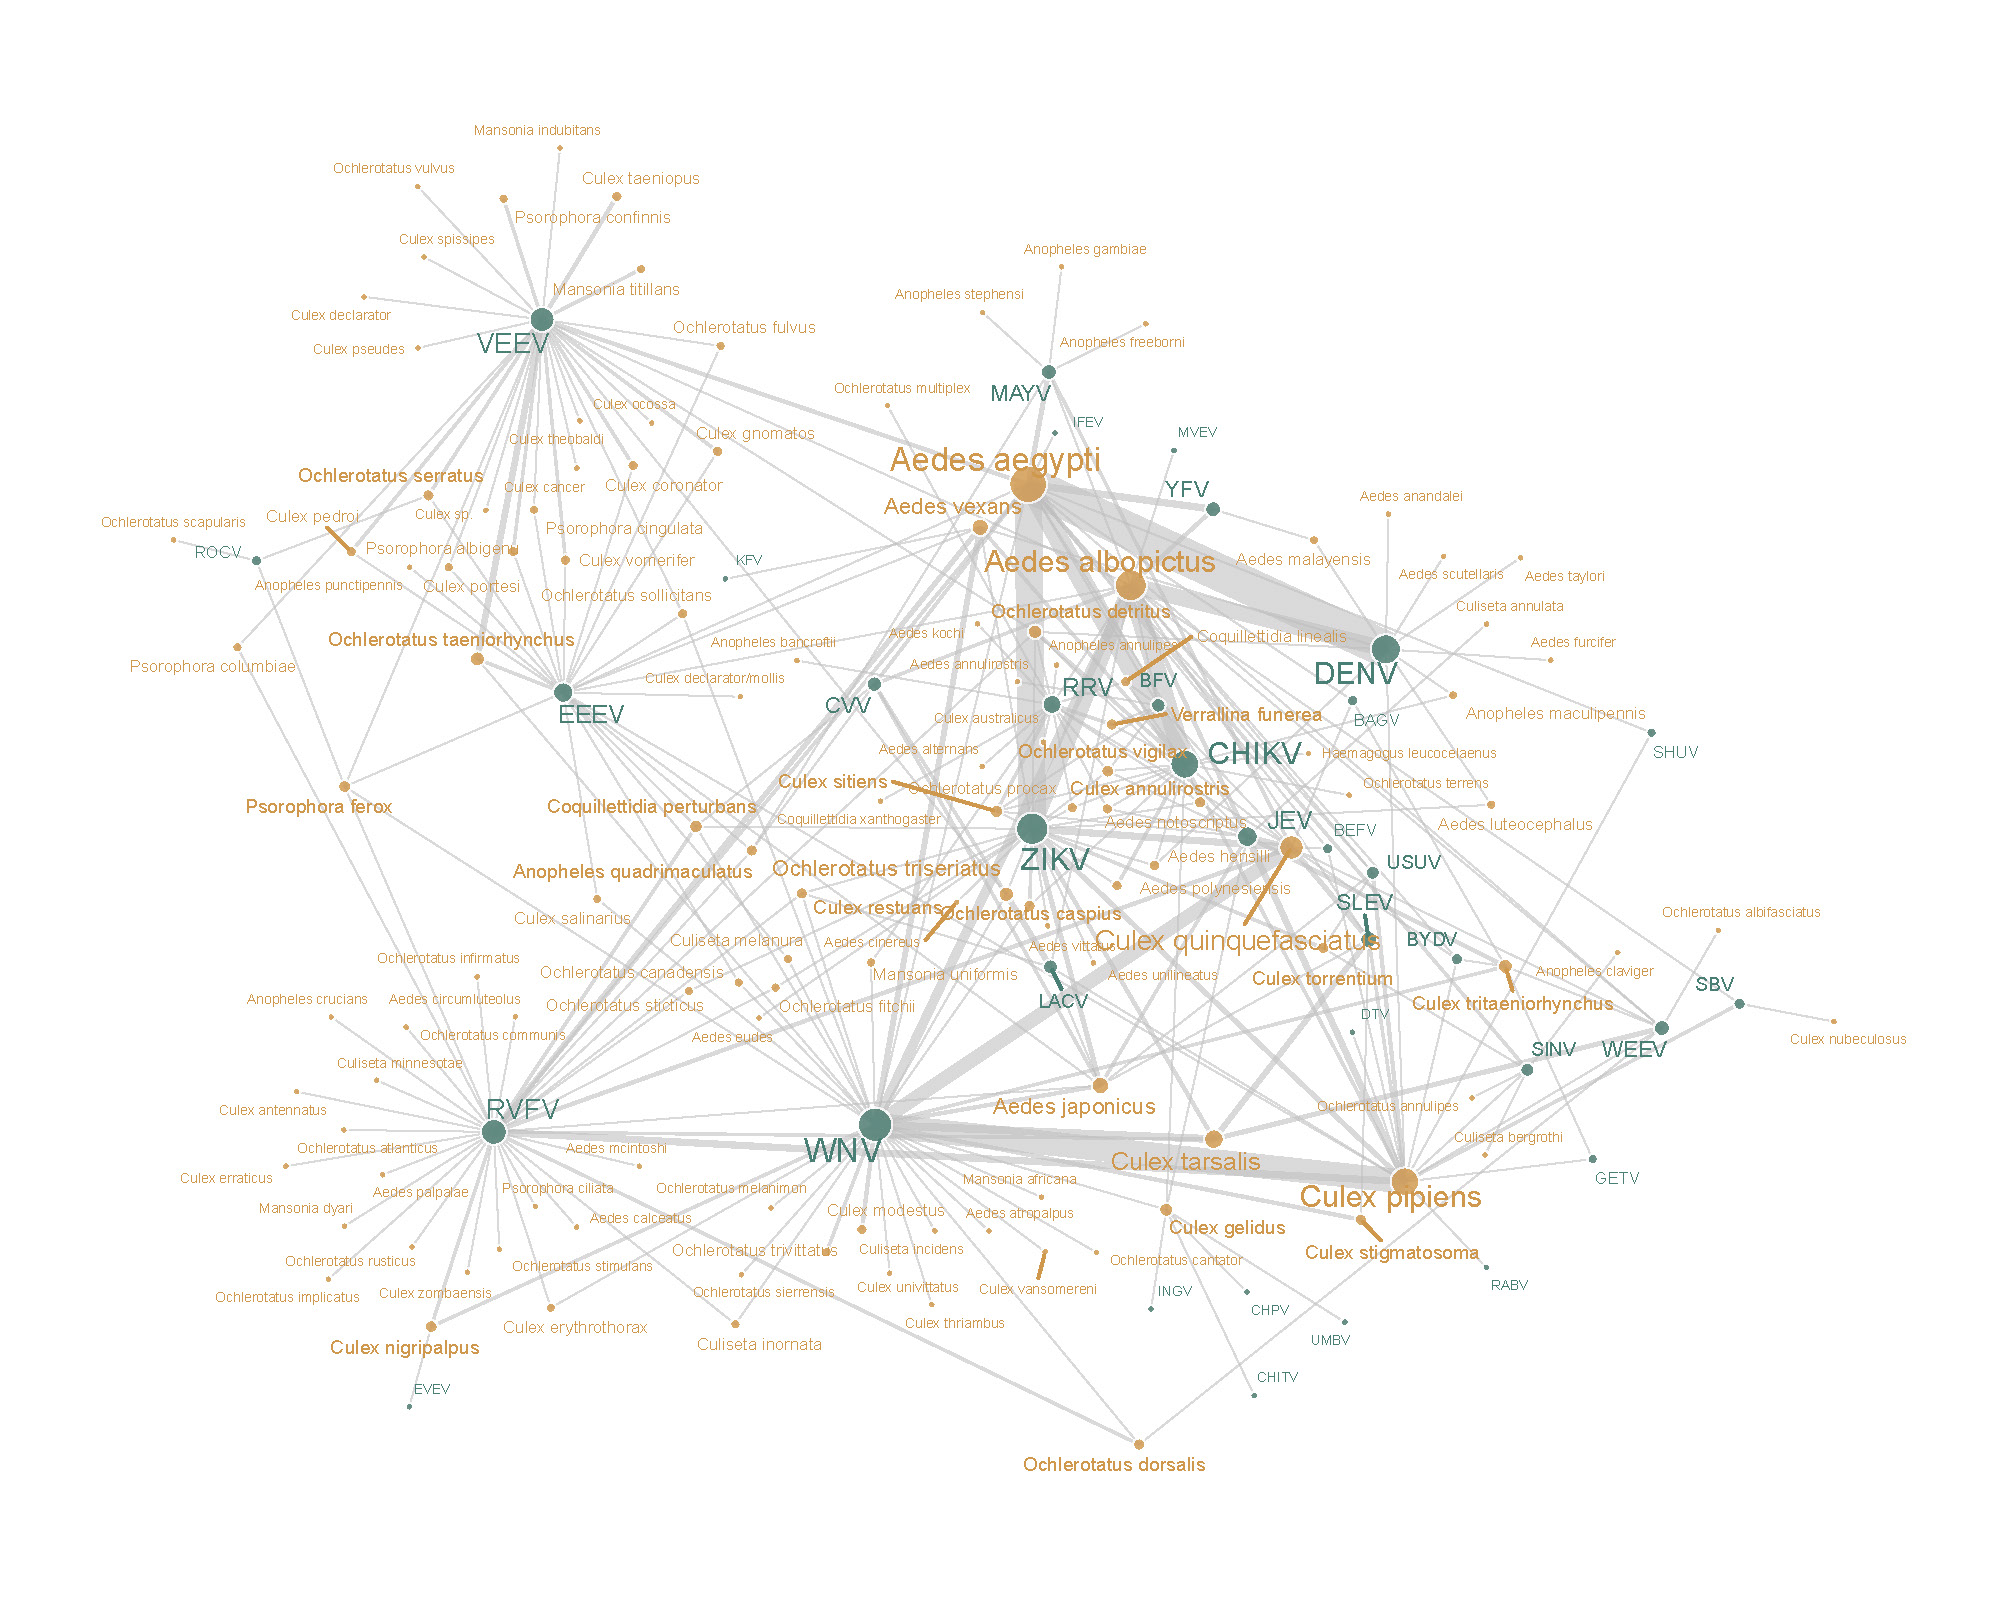 Mansonia indubitans
Ochlerotatus vulvus
Culex taeniopus
Psorophora confinnis
Culex spissipes
Anopheles gambiae
Mansonia titillans
Anopheles stephensi
Culex declarator
Ochlerotatus fulvus
VEEV
Anopheles freeborni
Culex pseudes
Ochlerotatus multiplex
MAYV
Culex ocossa
IFEV
MVEV
Culex theobaldi
Culex gnomatos
Aedes aegypti
Ochlerotatus serratus
Culex cancer
Culex coronator
YFV
Aedes anandalei
Aedes vexans
Culex sp.
Culex pedroi
Ochlerotatus scapularis
Psorophora cingulata
ROCV
Psorophora albigenu
Culex vomerifer
KFV
Aedes albopictus
Aedes malayensis
Aedes scutellaris
Aedes taylori
Anopheles punctipennis
Culex portesi
Ochlerotatus sollicitans
Ochlerotatus detritus
Culiseta annulata
Ochlerotatus taeniorhynchus
Anopheles bancroftii
Aedes kochi
Anopheles annulipes
Coquillettidia linealis
Aedes furcifer
Psorophora columbiae
Aedes annulirostris
Culex declarator/mollis
DENV
RRV
BFV
CVV
EEEV
Culex australicus
Verrallina funerea
BAGV
Anopheles maculipennis
Aedes alternans
Ochlerotatus vigilax
CHIKV
Haemagogus leucocelaenus
SHUV
Culex sitiens
Ochlerotatus procax
Culex annulirostris
Ochlerotatus terrens
Psorophora ferox
Coquillettidia perturbans
Coquillettidia xanthogaster
Aedes notoscriptus
JEV
BEFV
Aedes luteocephalus
ZIKV
Aedes hensilli
USUV
Anopheles quadrimaculatus
Ochlerotatus triseriatus
Aedes polynesiensis
SLEV
Culex salinarius
Culex restuans
Ochlerotatus caspius
Ochlerotatus albifasciatus
Culiseta melanura
Aedes cinereus
Aedes vittatus
Culex quinquefasciatus
BYDV
Ochlerotatus infirmatus
Ochlerotatus canadensis
Mansonia uniformis
Aedes unilineatus
Culex torrentium
Anopheles claviger
SBV
Anopheles crucians
Aedes circumluteolus
Ochlerotatus sticticus
Ochlerotatus fitchii
LACV
Culex tritaeniorhynchus
DTV
Ochlerotatus communis
Aedes eudes
Culex nubeculosus
Culiseta minnesotae
SINV
WEEV
Culex antennatus
RVFV
Aedes japonicus
Ochlerotatus annulipes
Ochlerotatus atlanticus
Aedes mcintoshi
WNV
Culex tarsalis
Culiseta bergrothi
Culex erraticus
Aedes palpalae
Psorophora ciliata
Ochlerotatus melanimon
Mansonia africana
GETV
Mansonia dyari
Aedes calceatus
Culex modestus
Aedes atropalpus
Culex pipiens
Culex gelidus
Ochlerotatus rusticus
Ochlerotatus stimulans
Ochlerotatus trivittatus
Culiseta incidens
Ochlerotatus cantator
Culex stigmatosoma
Ochlerotatus implicatus
Culex zombaensis
Ochlerotatus sierrensis
Culex univittatus
Culex vansomereni
INGV
RABV
Culex erythrothorax
Culex thriambus
CHPV
Culex nigripalpus
Culiseta inornata
UMBV
EVEV
CHITV
Ochlerotatus dorsalis